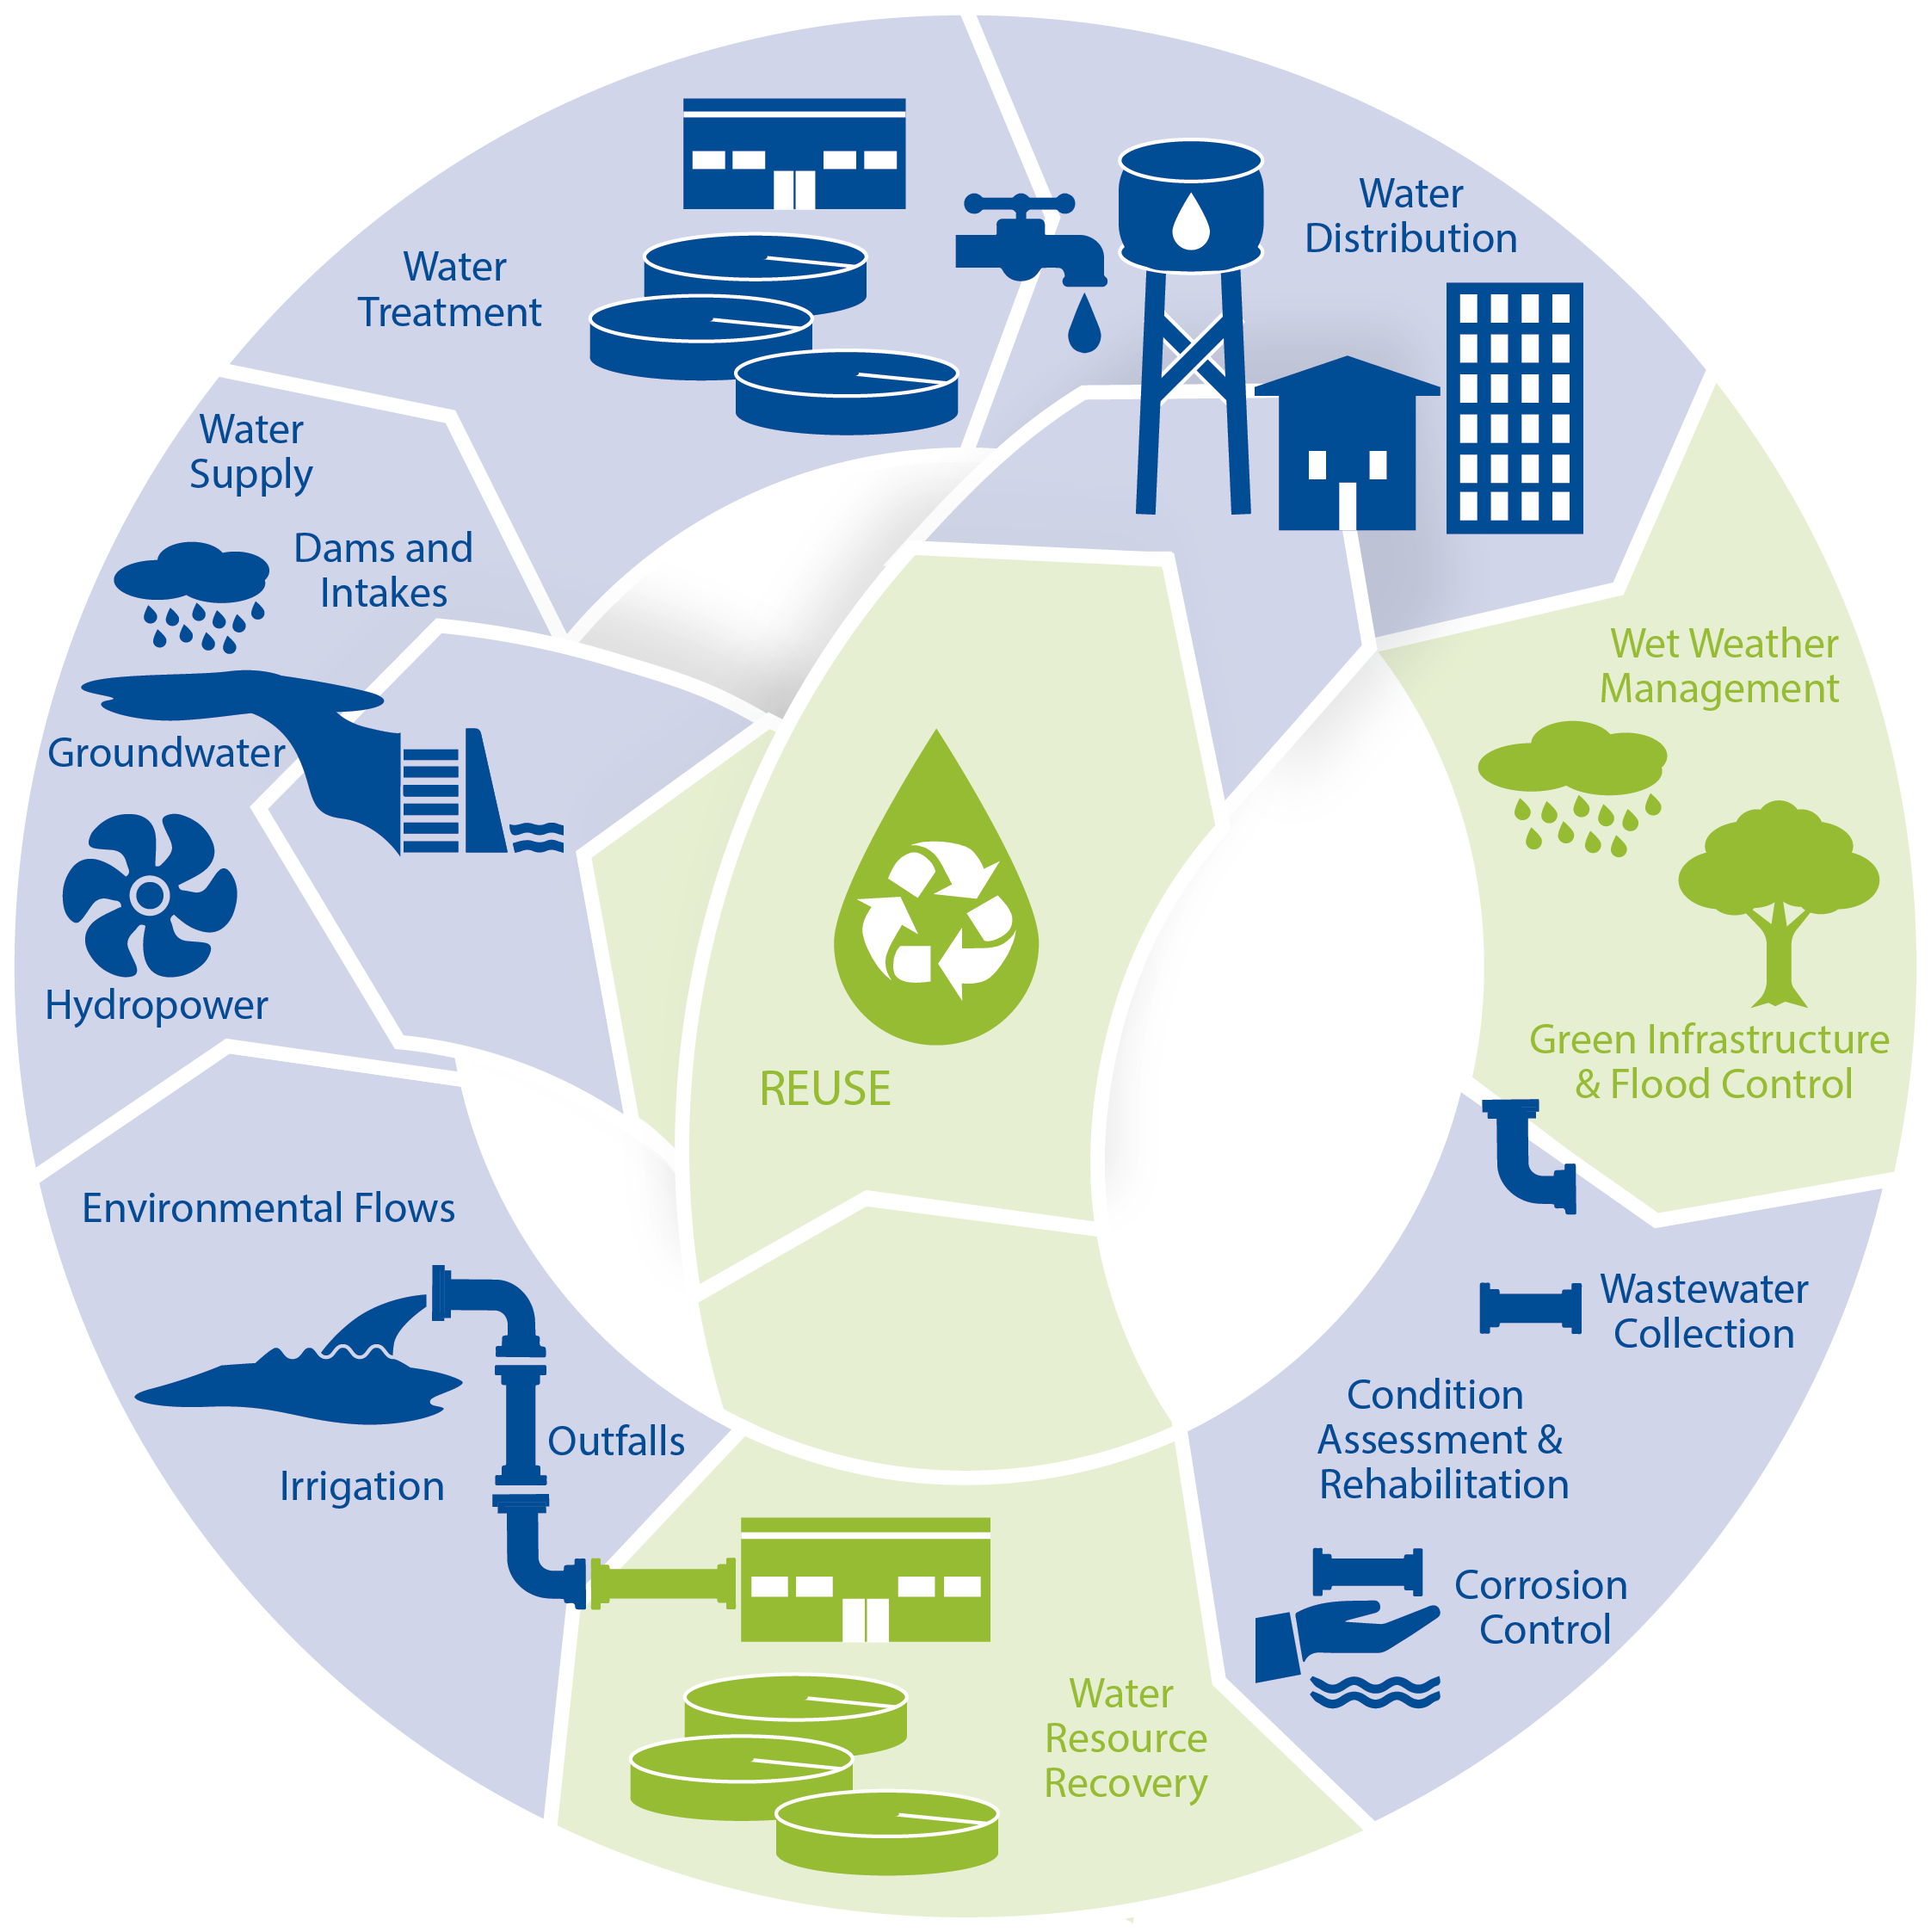 Water
Treatment
Water
Distribution
Water
Supply
Dams and
Intakes
Groundwater
Hydropower
Wet Weather
Management
Green Infrastructure
& Flood Control
REUSE
Environmental Flows
Outfalls
Irrigation
Wastewater
Collection
Condition
Assessment &
Rehabilitation
Corrosion
Control
Water
Resource
Recovery